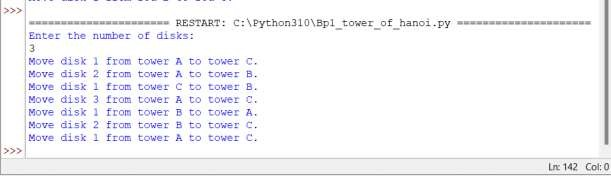 >>>
===================== RESTART: C:\Python310\Bp1_tower_of_hanoi.py ====================
Enter the number of disks:
3
Move disk 1 from tower A to tower C.
Move disk 2 from tower A to tower B.
Move disk 1 from tower C to tower B.
Move disk 3 from tower A to tower C.
Move disk 1 from tower B to tower A.
Move disk 2 from tower B to tower C.
Move disk 1 from tower A to tower C.
>>>
Ln: 142 Col: 0